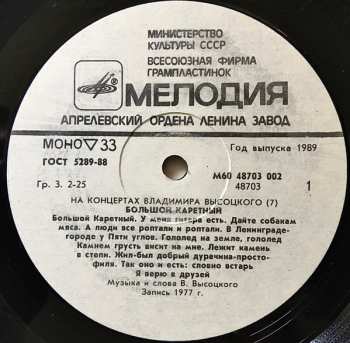 МИНИСТЕРСТВО
КУЛЬТУРЫ СССР
ВСЕСОЮЗНАЯ ФИРМА
ГРАМПЛАСТИНОК
МЕЛОДИЯ
АПРЕЛЕВСКИЙ ОРДЕНА ЛЕНИНА ЗАВОД
МОНО ▽ 33
Год выпуска 1989
ГОСТ 5289-88
М60 48703 002
Гр. 3. 2-25
48703
1
НА КОНЦЕРТАХ ВЛАДИМИРА ВЫСОЦКОГО (7)
БОЛЬШОЙ КАРЕТНЫЙ
Большой Каретный. У меня гитара есть. Дайте собакам
мяса. А люди все роптали и роптали. В Ленинграде-
городе у Пяти углов. Гололед на земле, гололед
Камнем грусть висит на мне. Лежит камень
в степи. Жил-был добрый дурачина-просто-
филя. Так оно и есть: словно встарь
Я верю в друзей
Музыка и слова В. Высоцкого
Запись 1977 г.